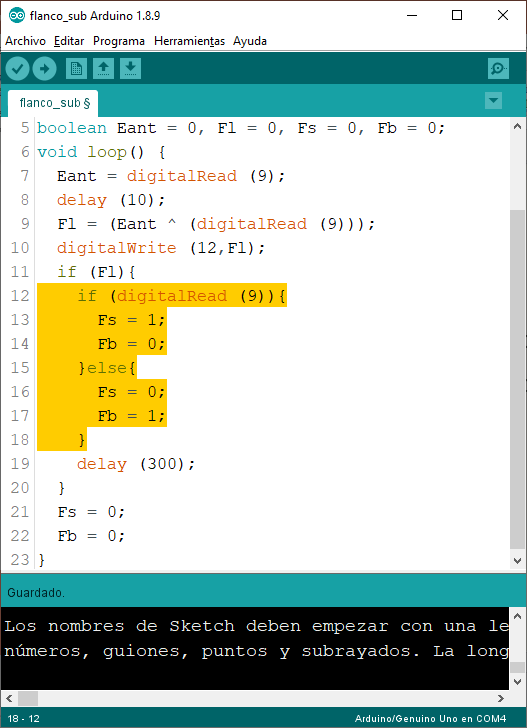 flanco_sub Arduino 1.8.9
Archivo Editar Programa Herramientas Ayuda
flanco_sub §
5 boolean Eant = 0, Fl = 0, Fs = 0, Fb = 0;
6 void loop() {
7   Eant = digitalRead (9);
8   delay (10);
9   Fl = (Eant ^ (digitalRead (9)));
10   digitalWrite (12,Fl);
11   if (Fl){
12     if (digitalRead (9)){
13       Fs = 1;
14       Fb = 0;
15     }else{
16       Fs = 0;
17       Fb = 1;
18     }
19     delay (300);
20   }
21   Fs = 0;
22   Fb = 0;
23 }
Guardado.
Los nombres de Sketch deben empezar con una le
números, guiones, puntos y subrayados. La long
18 - 12 Arduino/Genuino Uno en COM4